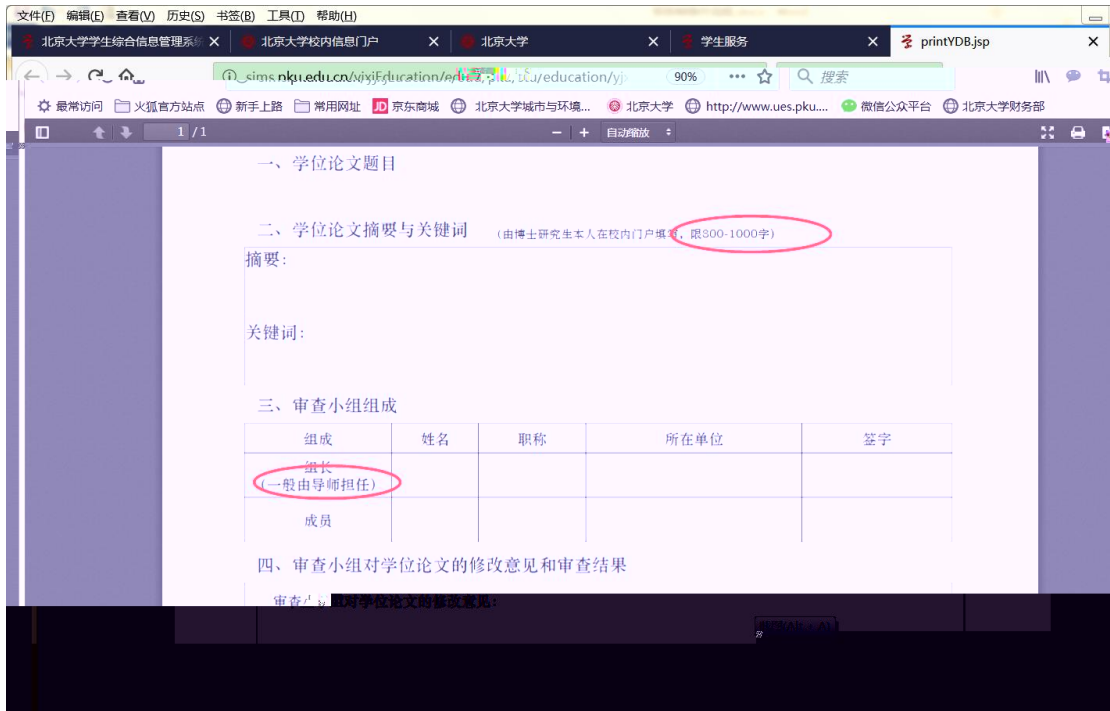 文件(F) 编辑(E) 查看(V) 历史(S) 书签(B) 工具(T) 帮助(H)
北京大学学生综合信息管理系 北京大学校内信息门户 北京大学 学生服务 printYDB.jsp
sims.pku.edu.cn 90% 搜索
最常访问 火狐官方站点 新手上路 常用网址 JD 京东商城 北京大学城市与环境... 北京大学 http://www.ues.pku.... 微信公众平台 北京大学财务部
1 / 1 自动缩放
一、学位论文题目
二、学位论文摘要与关键词 (由博士研究生本人在校内门户填写，限800-1000字)
摘要:
关键词:
三、审查小组组成
组成 姓名 职称 所在单位 签字
组长
(一般由导师担任)
成员
四、审查小组对学位论文的修改意见和审查结果
审查小组对学位论文的修改意见: